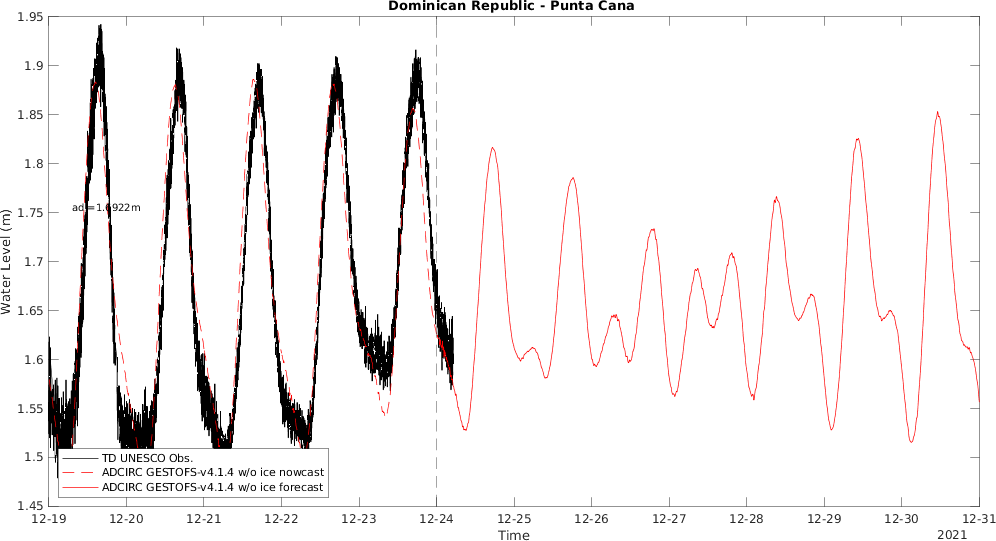 Dominican Republic - Punta Cana
1.95
1.9
1.85
1.8
1.75
1.7
1.65
1.6
1.55
1.5
1.45
Water Level (m)
adj=1.6922m
TD UNESCO Obs.
ADCIRC GESTOFS-v4.1.4 w/o ice nowcast
ADCIRC GESTOFS-v4.1.4 w/o ice forecast
12-19 12-20 12-21 12-22 12-23 12-24 12-25 12-26 12-27 12-28 12-29 12-30 12-31
Time
2021